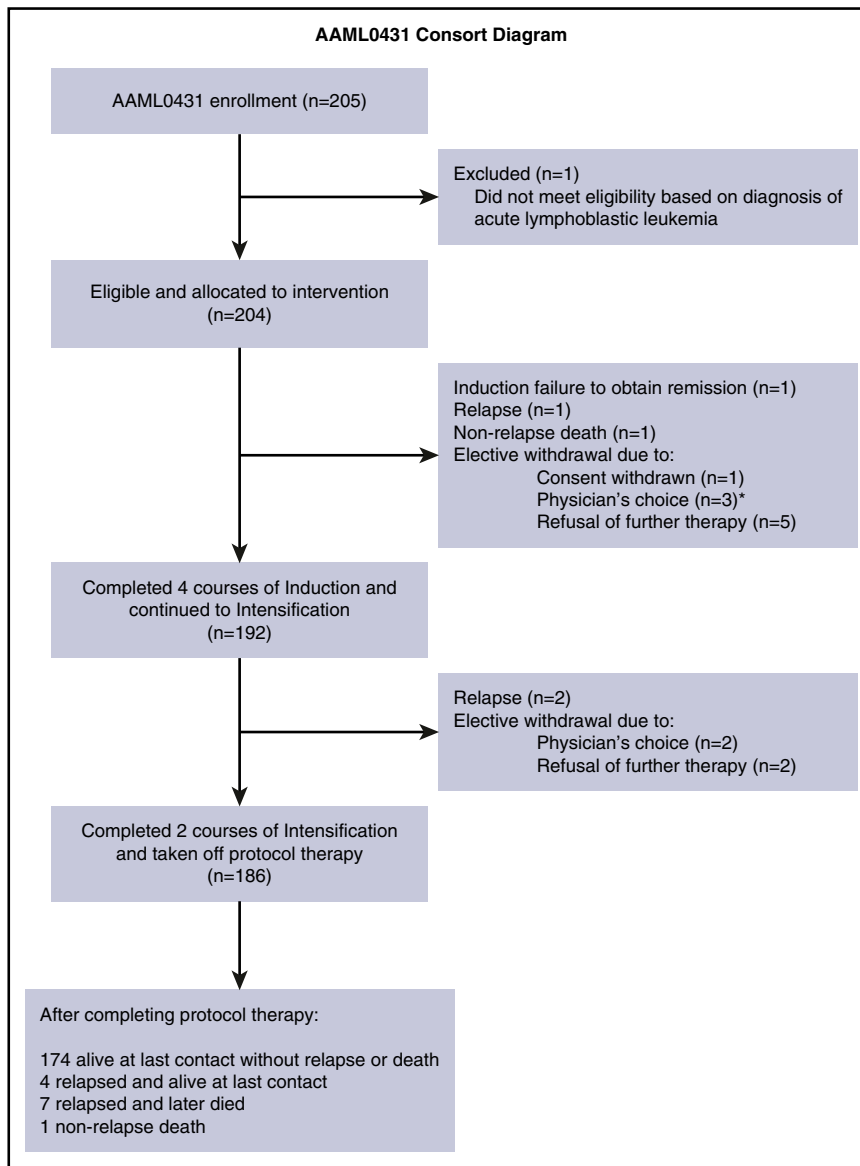 AAML0431 Consort Diagram
AAML0431 enrollment (n=205)
Excluded (n=1)
Did not meet eligibility based on diagnosis of
acute lymphoblastic leukemia
Eligible and allocated to intervention
(n=204)
Induction failure to obtain remission (n=1)
Relapse (n=1)
Non-relapse death (n=1)
Elective withdrawal due to:
Consent withdrawn (n=1)
Physician's choice (n=3)*
Refusal of further therapy (n=5)
Completed 4 courses of Induction and
continued to Intensification
(n=192)
Relapse (n=2)
Elective withdrawal due to:
Physician's choice (n=2)
Refusal of further therapy (n=2)
Completed 2 courses of Intensification
and taken off protocol therapy
(n=186)
After completing protocol therapy:
174 alive at last contact without relapse or death
4 relapsed and alive at last contact
7 relapsed and later died
1 non-relapse death